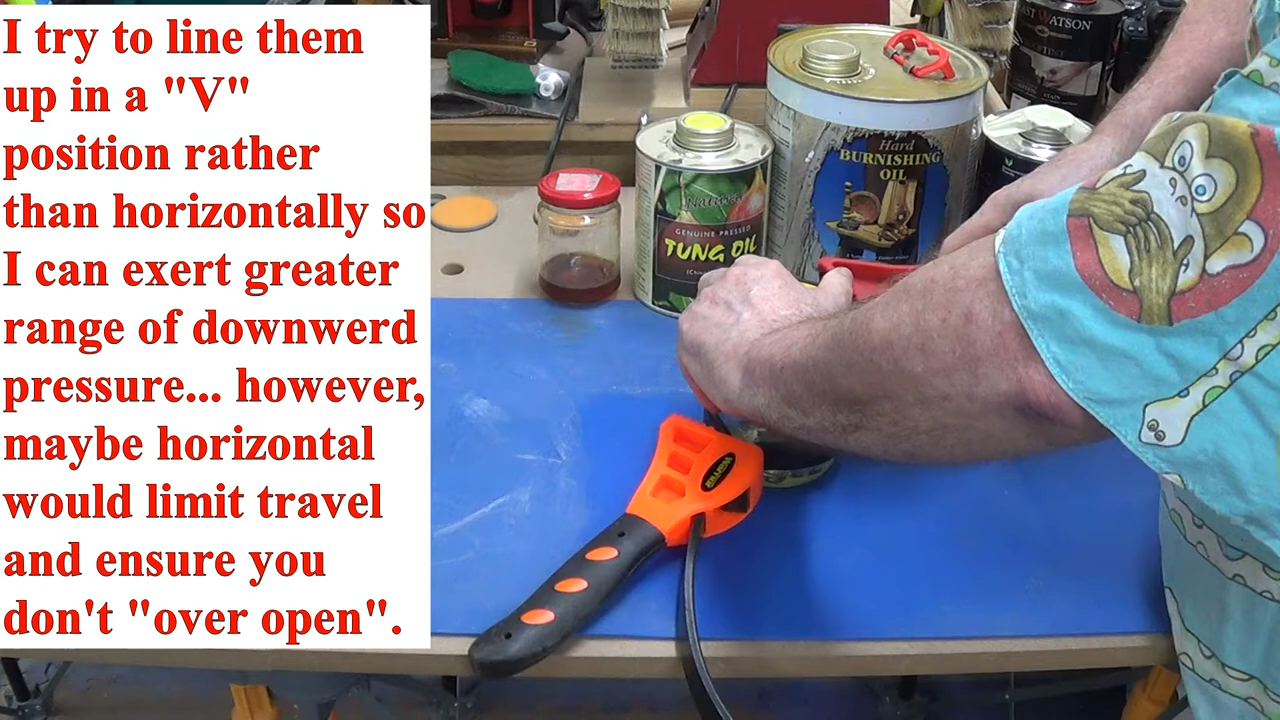 I try to line them
up in a "V"
position rather
than horizontally so
I can exert greater
range of downwerd
pressure... however,
maybe horizontal
would limit travel
and ensure you
don't "over open".
Hard
BURNISHING
OIL
GENUINE PRESSED
TUNG OIL
WATSON